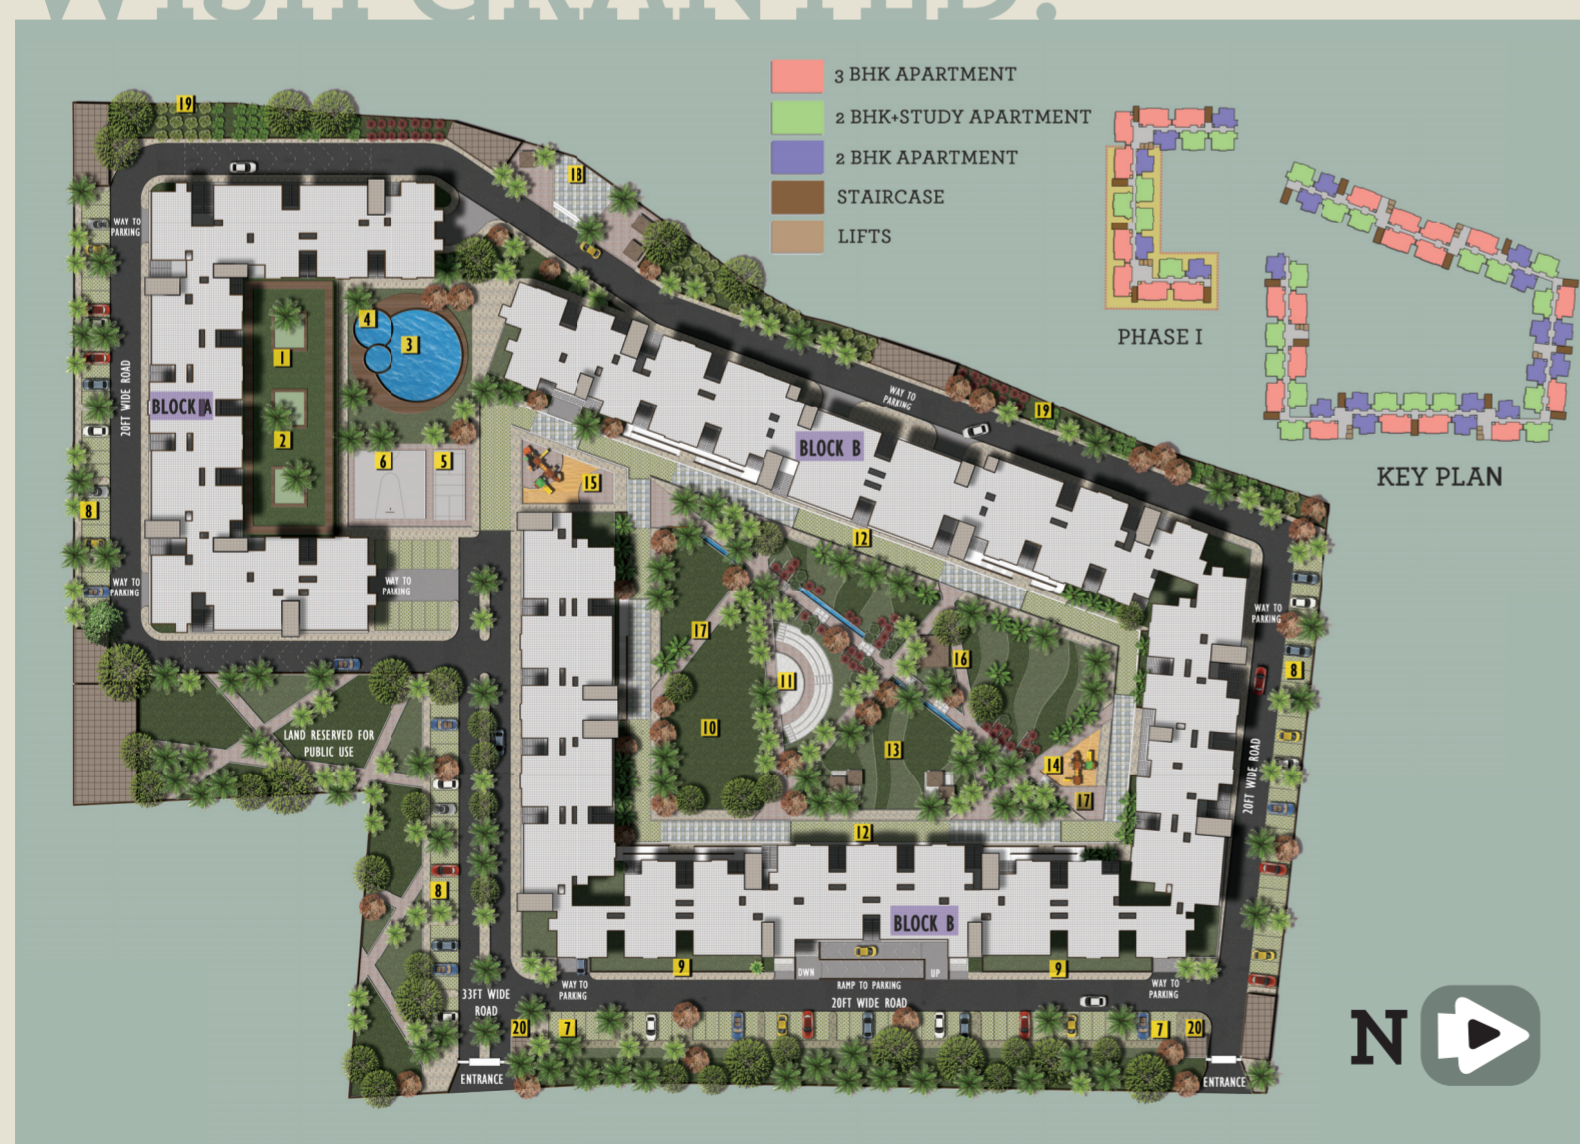 WISH GRANTED.
3 BHK APARTMENT
2 BHK+STUDY APARTMENT
2 BHK APARTMENT
STAIRCASE
LIFTS
PHASE I
KEY PLAN
19
18
WAY TO
PARKING
4
3
1
20FT WIDE ROAD
BLOCK A
2
6
5
8
WAY TO
PARKING
WAY TO
PARKING
WAY TO
PARKING
19
BLOCK B
15
12
17
16
11
10
13
14
17
12
WAY TO
PARKING
8
20FT WIDE ROAD
LAND RESERVED FOR
PUBLIC USE
8
BLOCK B
9
9
DWN
UP
RAMP TO PARKING
20FT WIDE ROAD
WAY TO
PARKING
WAY TO
PARKING
33FT WIDE
ROAD
20
7
7
20
ENTRANCE
ENTRANCE
N